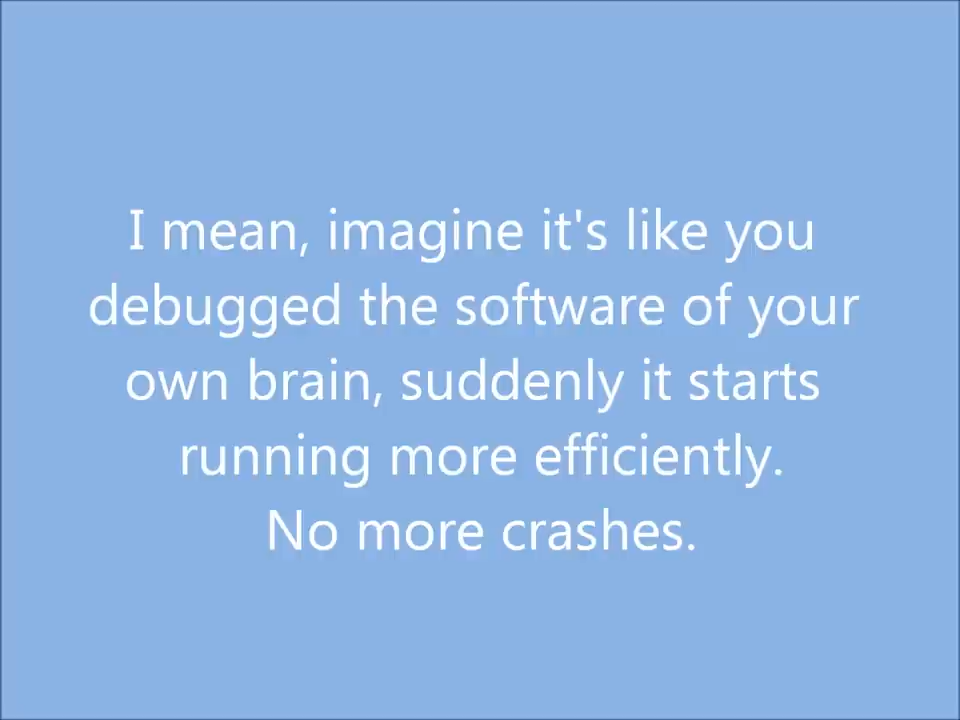 I mean, imagine it's like you
debugged the software of your
own brain, suddenly it starts
running more efficiently.
No more crashes.